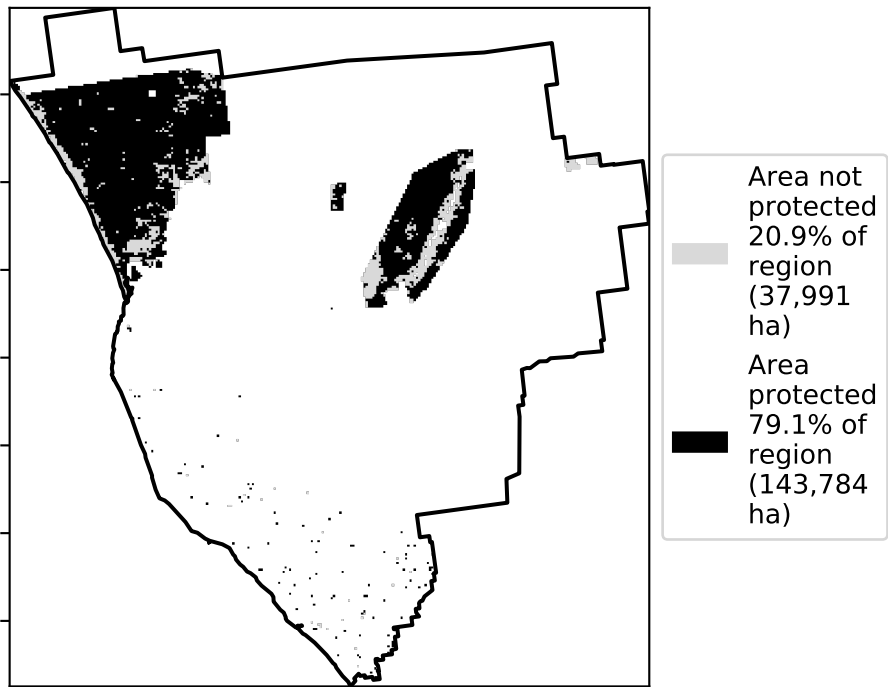 Area not
protected
20.9% of
region
(37,991
ha)
Area
protected
79.1% of
region
(143,784
ha)